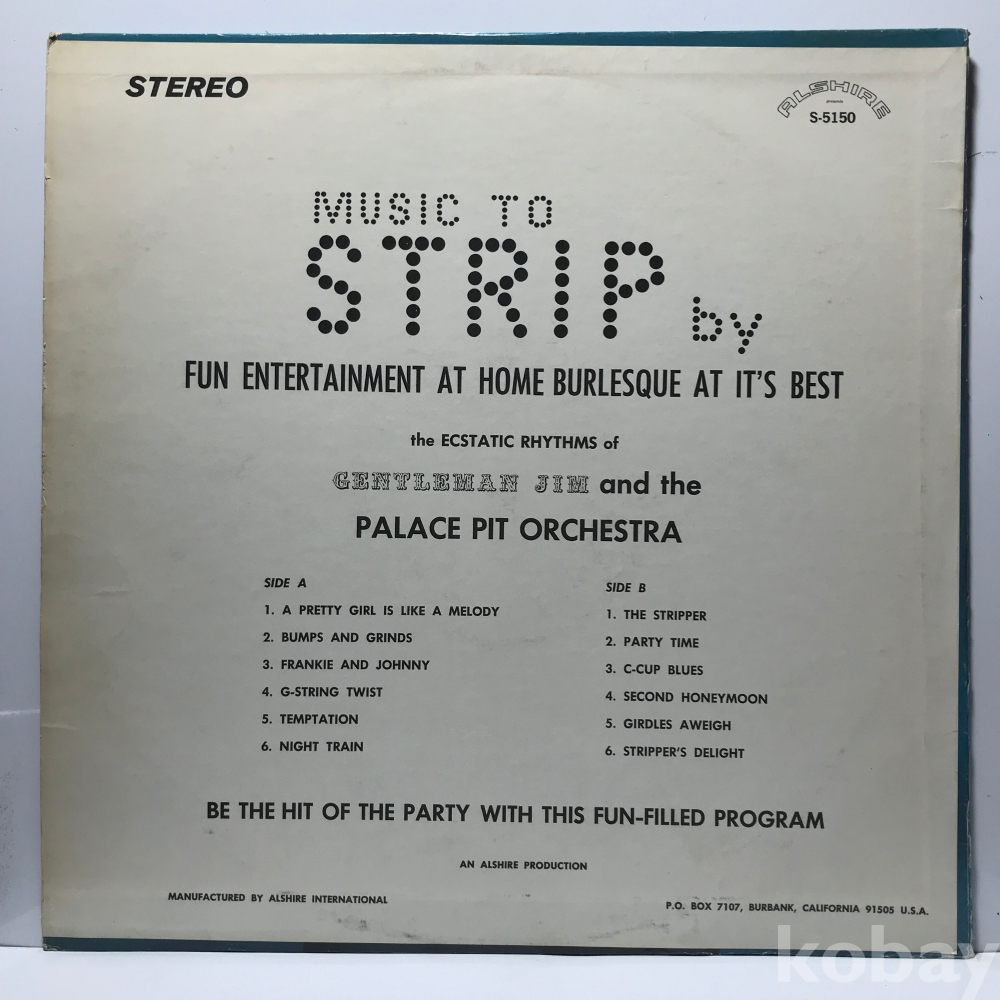 STEREO
ALSHIRE
presents
S-5150
MUSIC TO
STRIP by
FUN ENTERTAINMENT AT HOME BURLESQUE AT IT'S BEST
the ECSTATIC RHYTHMS of
GENTLEMAN JIM and the
PALACE PIT ORCHESTRA
SIDE A
1. A PRETTY GIRL IS LIKE A MELODY
2. BUMPS AND GRINDS
3. FRANKIE AND JOHNNY
4. G-STRING TWIST
5. TEMPTATION
6. NIGHT TRAIN
SIDE B
1. THE STRIPPER
2. PARTY TIME
3. C-CUP BLUES
4. SECOND HONEYMOON
5. GIRDLES AWEIGH
6. STRIPPER'S DELIGHT
BE THE HIT OF THE PARTY WITH THIS FUN-FILLED PROGRAM
AN ALSHIRE PRODUCTION
MANUFACTURED BY ALSHIRE INTERNATIONAL
P.O. BOX 7107, BURBANK, CALIFORNIA 91505 U.S.A.
kobay